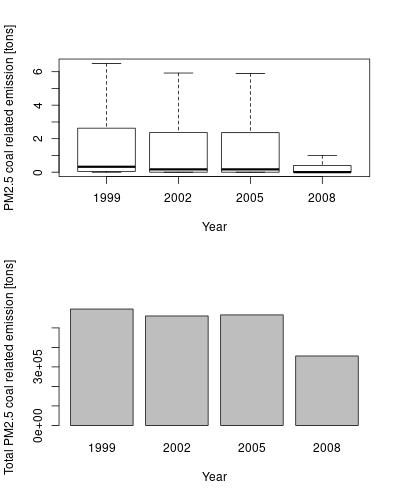 PM2.5 coal related emission [tons]
6
4
2
0
1999 2002 2005 2008
Year
Total PM2.5 coal related emission [tons]
3e+05
0e+00
1999 2002 2005 2008
Year